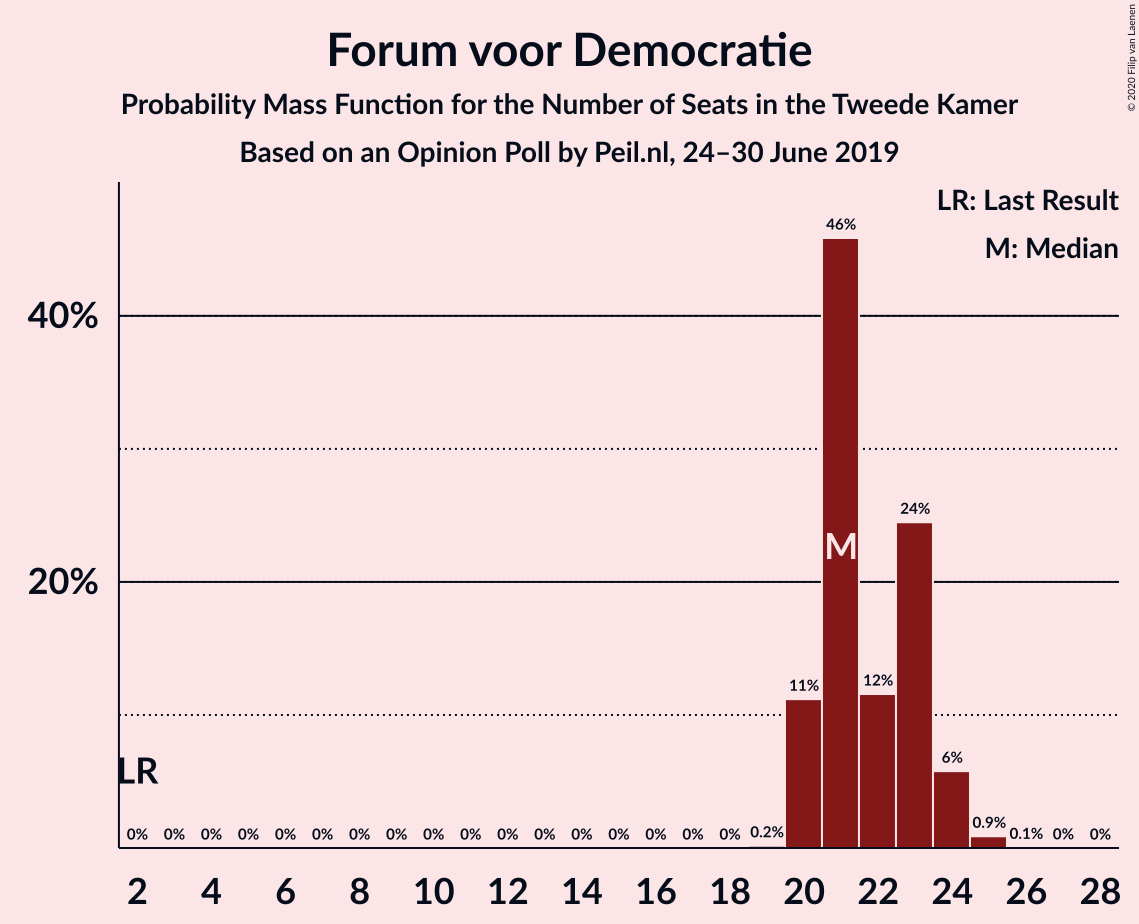 Forum voor Democratie
Probability Mass Function for the Number of Seats in the Tweede Kamer
Based on an Opinion Poll by Peil.nl, 24–30 June 2019
© 2020 Filip van Laenen
LR: Last Result
M: Median
46%
40%
24%
M
20%
11% 12%
6%
LR
0% 0% 0% 0% 0% 0% 0% 0% 0% 0% 0% 0% 0% 0% 0% 0% 0% 0.2% 0.9% 0.1% 0% 0%
2 4 6 8 10 12 14 16 18 20 22 24 26 28